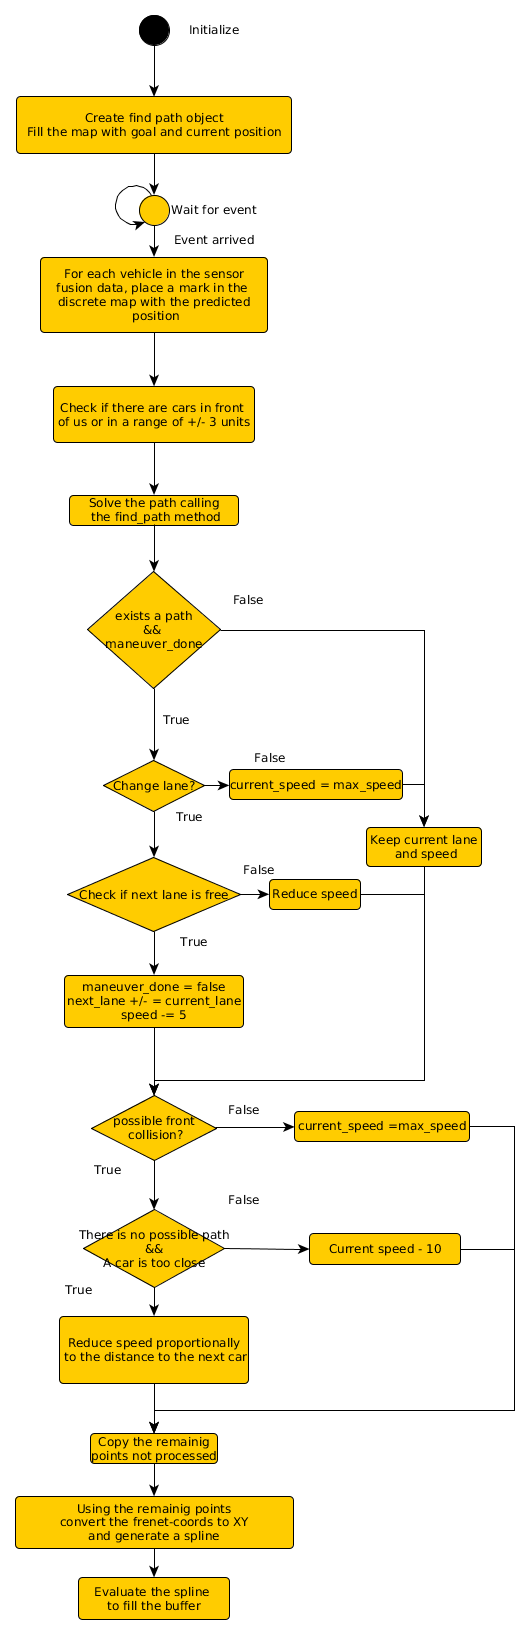 Initialize
Create find path object
Fill the map with goal and current position
Wait for event
Event arrived
For each vehicle in the sensor
fusion data, place a mark in the
discrete map with the predicted
position
Check if there are cars in front
of us or in a range of +/- 3 units
Solve the path calling
the find_path method
False
exists a path
&&
maneuver_done
True
False
Change lane?
current_speed = max_speed
True
Keep current lane
and speed
False
Check if next lane is free
Reduce speed
True
maneuver_done = false
next_lane +/- = current_lane
speed -= 5
False
possible front
collision?
current_speed =max_speed
True
False
There is no possible path
&&
A car is too close
Current speed - 10
True
Reduce speed proportionally
to the distance to the next car
Copy the remainig
points not processed
Using the remainig points
convert the frenet-coords to XY
and generate a spline
Evaluate the spline
to fill the buffer